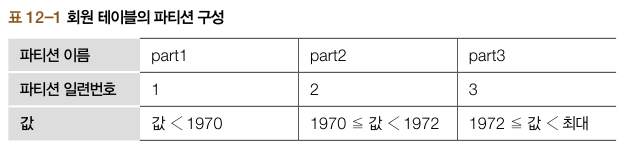 표 12-1 회원 테이블의 파티션 구성
파티션 이름 part1 part2 part3
파티션 일련번호 1 2 3
값 값 < 1970 1970 ≦ 값 < 1972 1972 ≦ 값 < 최대